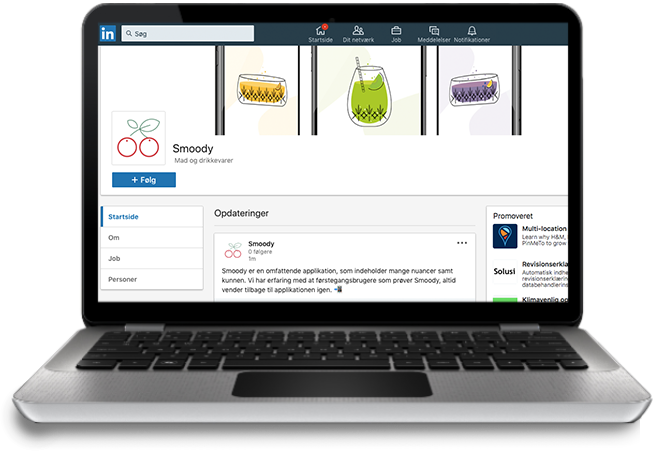 in
Søg
Startside
Dit netværk
Job
Meddelelser
Notifikationer
Smoody
Mad og drikkevarer
+ Følg
Startside
Om
Job
Personer
Opdateringer
Smoody
0 følgere
1m
Smoody er en omfattende applikation, som indeholder mange nuancer samt
kunnen. Vi har erfaring med at førstegangsbrugere som prøver Smoody, altid
vender tilbage til applikationen igen.
Promoveret
Multi-location
Learn why H&M,
PinMeTo to grow
Solusi
Revisionserklæ
Automatisk indhe
revisionserklæring
databehandlerins
Klimavenlig op